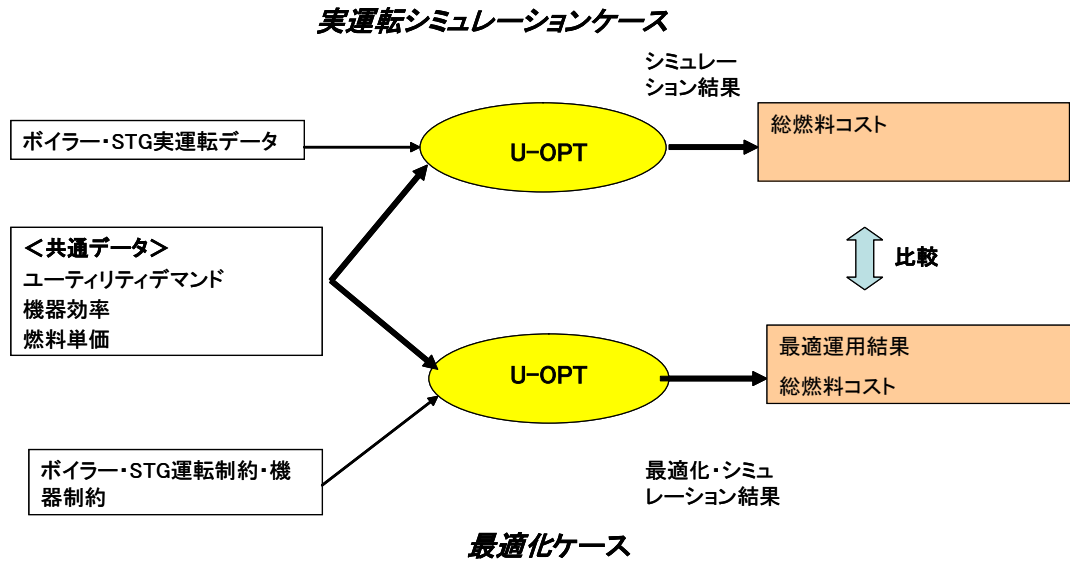 実運転シミュレーションケース
シミュレー
ション結果
ボイラー・STG実運転データ
U-OPT
総燃料コスト
＜共通データ＞
ユーティリティデマンド
機器効率
燃料単価
比較
U-OPT
最適運用結果
総燃料コスト
ボイラー・STG運転制約・機
器制約
最適化・シミュ
レーション結果
最適化ケース